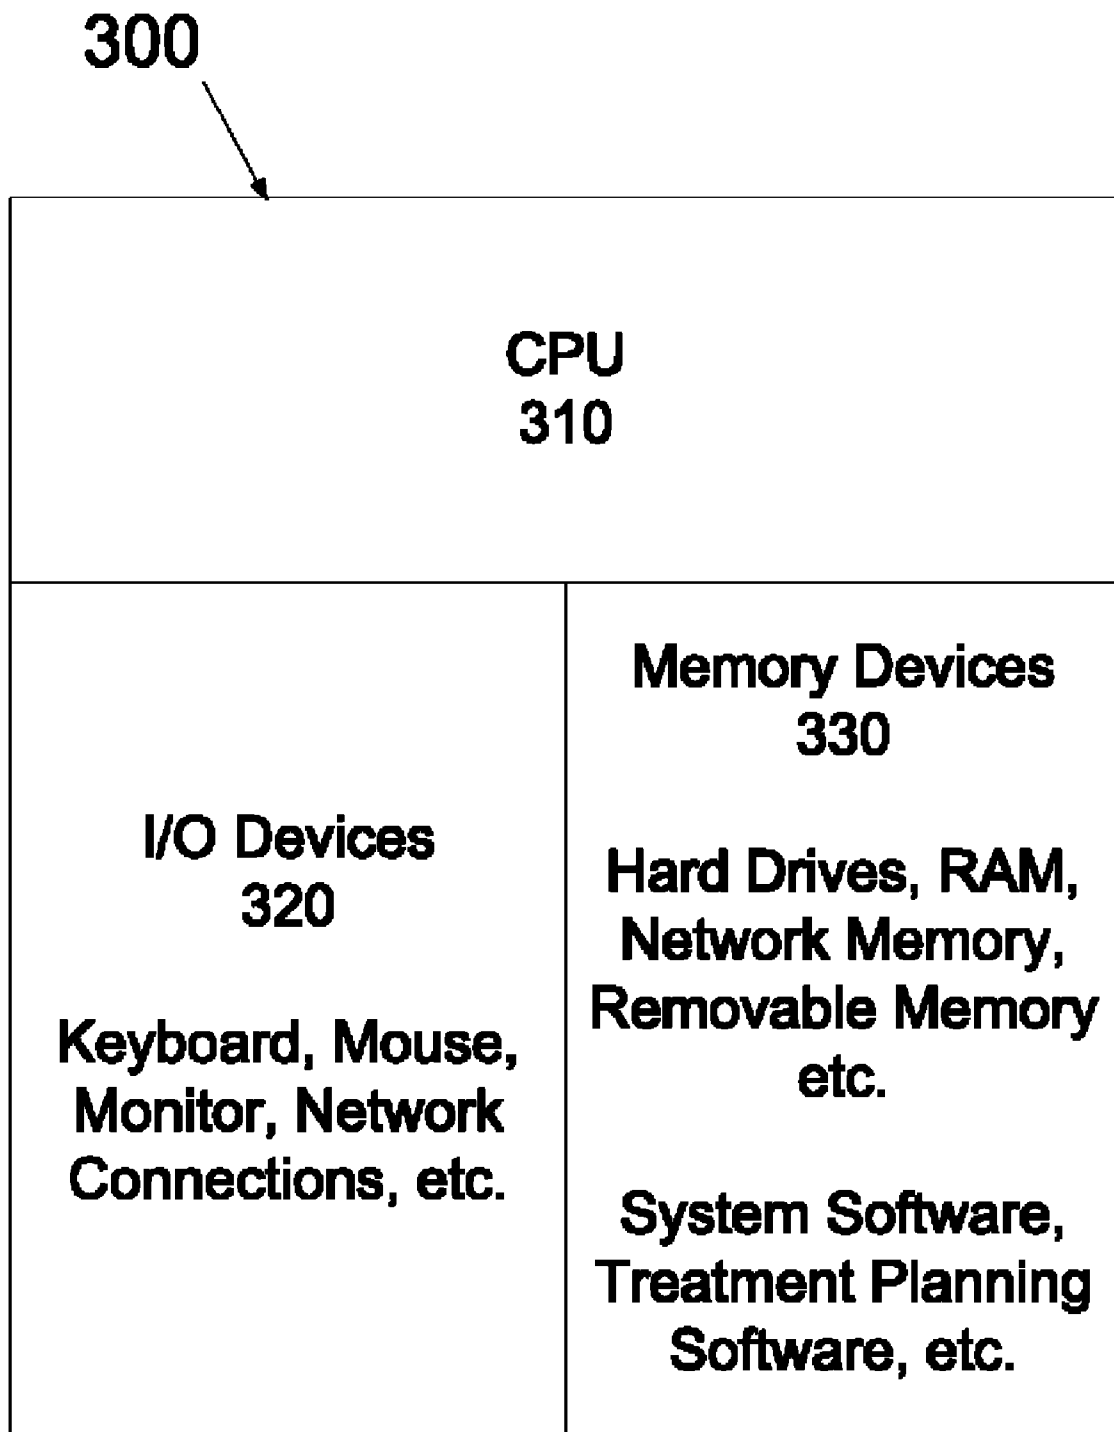 300
CPU
310
I/O Devices
320
Keyboard, Mouse,
Monitor, Network
Connections, etc.
Memory Devices
330
Hard Drives, RAM,
Network Memory,
Removable Memory
etc.
System Software,
Treatment Planning
Software, etc.